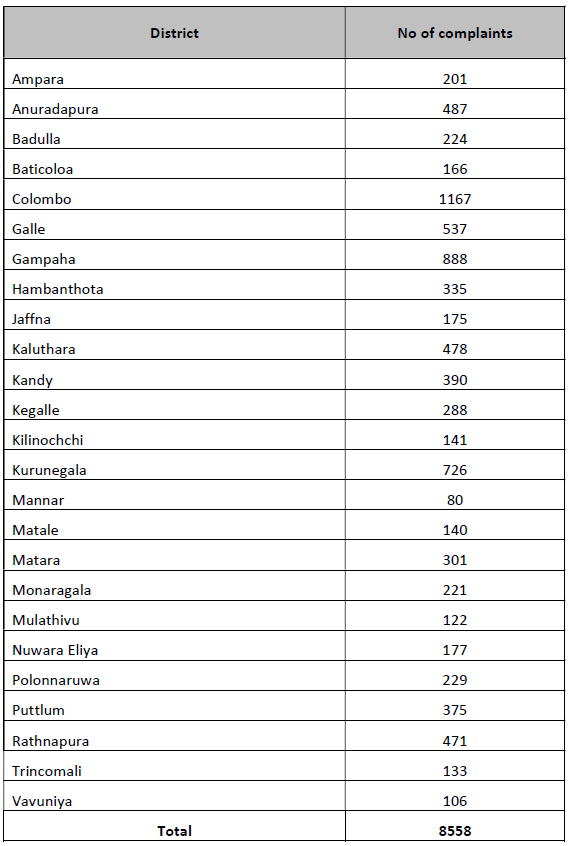 District No of complaints
Ampara 201
Anuradapura 487
Badulla 224
Baticoloa 166
Colombo 1167
Galle 537
Gampaha 888
Hambanthota 335
Jaffna 175
Kaluthara 478
Kandy 390
Kegalle 288
Kilinochchi 141
Kurunegala 726
Mannar 80
Matale 140
Matara 301
Monaragala 221
Mulathivu 122
Nuwara Eliya 177
Polonnaruwa 229
Puttlum 375
Rathnapura 471
Trincomali 133
Vavuniya 106
Total 8558